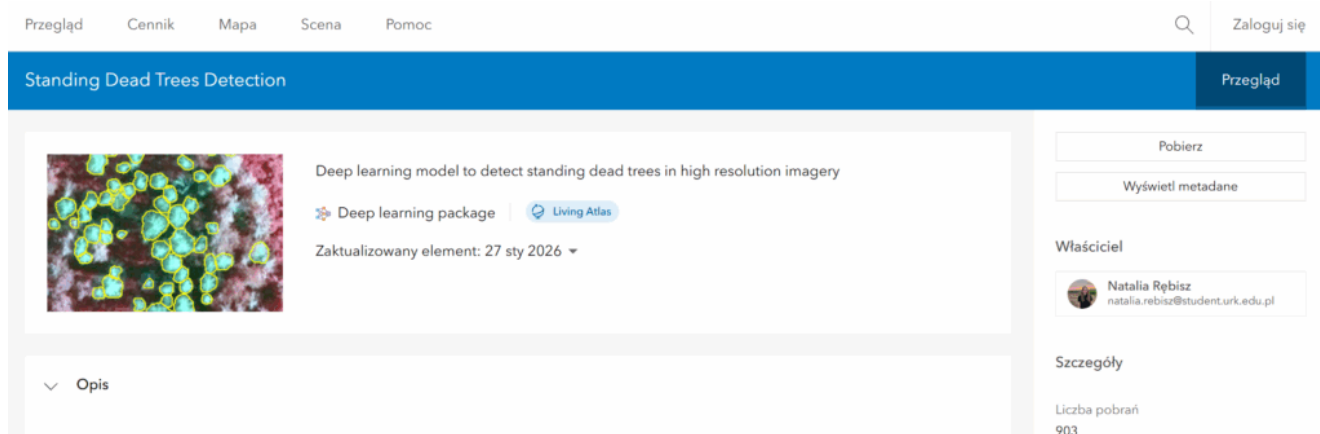 Przegląd Cennik Mapa Scena Pomoc Zaloguj się
Standing Dead Trees Detection Przegląd
Deep learning model to detect standing dead trees in high resolution imagery
Deep learning package Living Atlas
Zaktualizowany element: 27 sty 2026
Opis
Pobierz
Wyświetl metadane
Właściciel
Natalia Rębisz
natalia.rebisz@student.urk.edu.pl
Szczegóły
Liczba pobrań
903